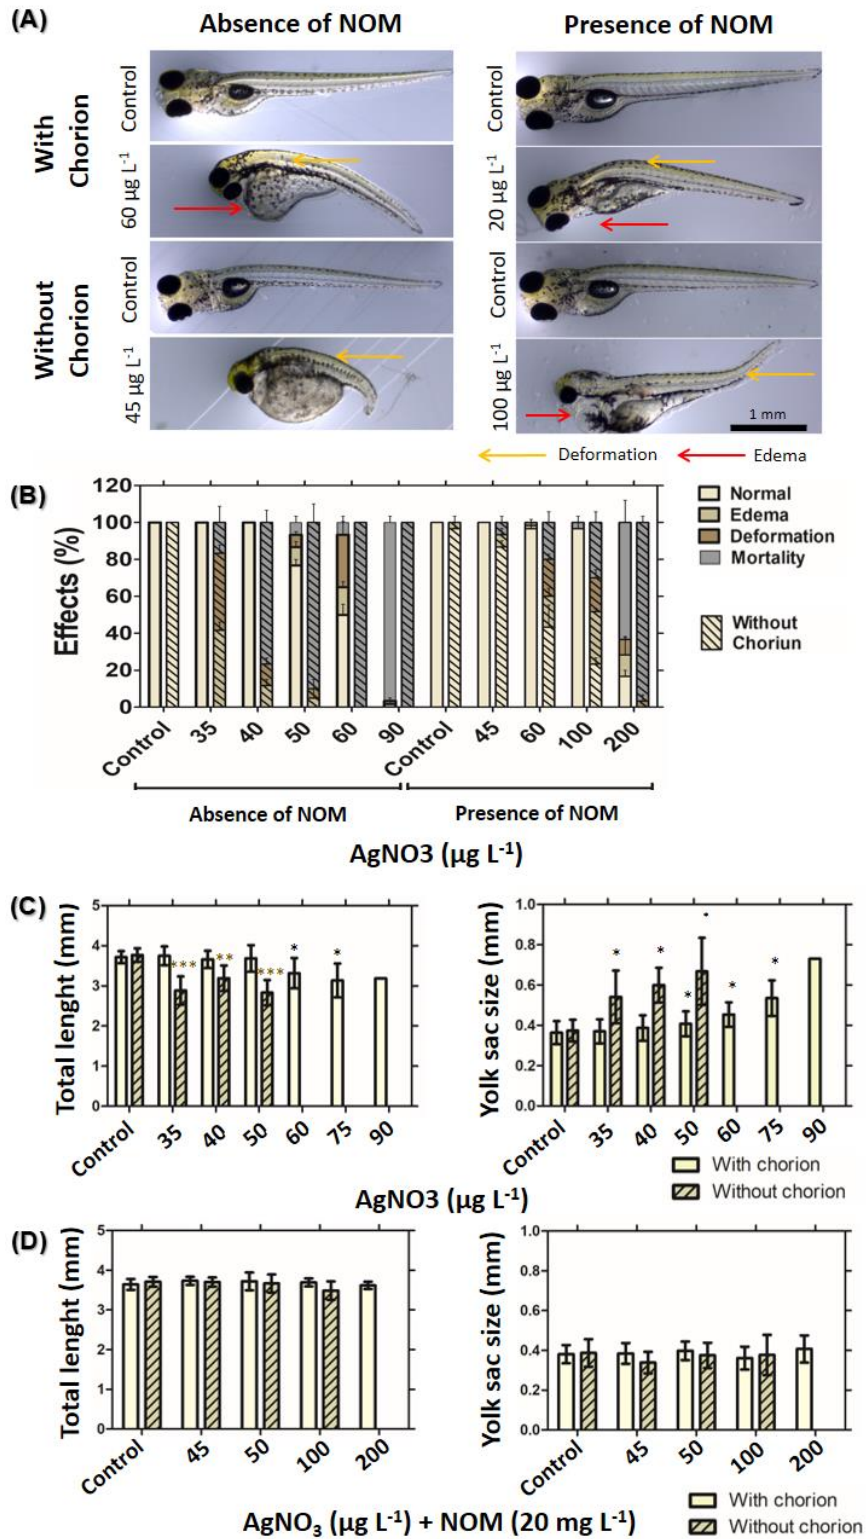 (A)
Absence of NOM
Presence of NOM
With
Chorion
Without
Chorion
Control
60 µg L-1
Control
45 µg L-1
Control
20 µg L-1
Control
100 µg L-1
1 mm
Deformation
Edema
(B)
Effects (%)
120
100
80
60
40
20
0
Normal
Edema
Deformation
Mortality
Without
Choriun
Control 35 40 50 60 90 Control 45 60 100 200
Absence of NOM
Presence of NOM
AgNO3 (µg L-1)
(C)
Total lenght (mm)
5
4
3
2
1
0
*** ** *** * *
Control 35 40 50 60 75 90
Yolk sac size (mm)
1.0
0.8
0.6
0.4
0.2
0.0
* * * * * *
Control 35 40 50 60 75 90
With chorion
Without chorion
AgNO3 (µg L-1)
(D)
Total lenght (mm)
5
4
3
2
1
0
Control 45 50 100 200
Yolk sac size (mm)
1.0
0.8
0.6
0.4
0.2
0.0
Control 45 50 100 200
AgNO3 (µg L-1) + NOM (20 mg L-1)
With chorion
Without chorion